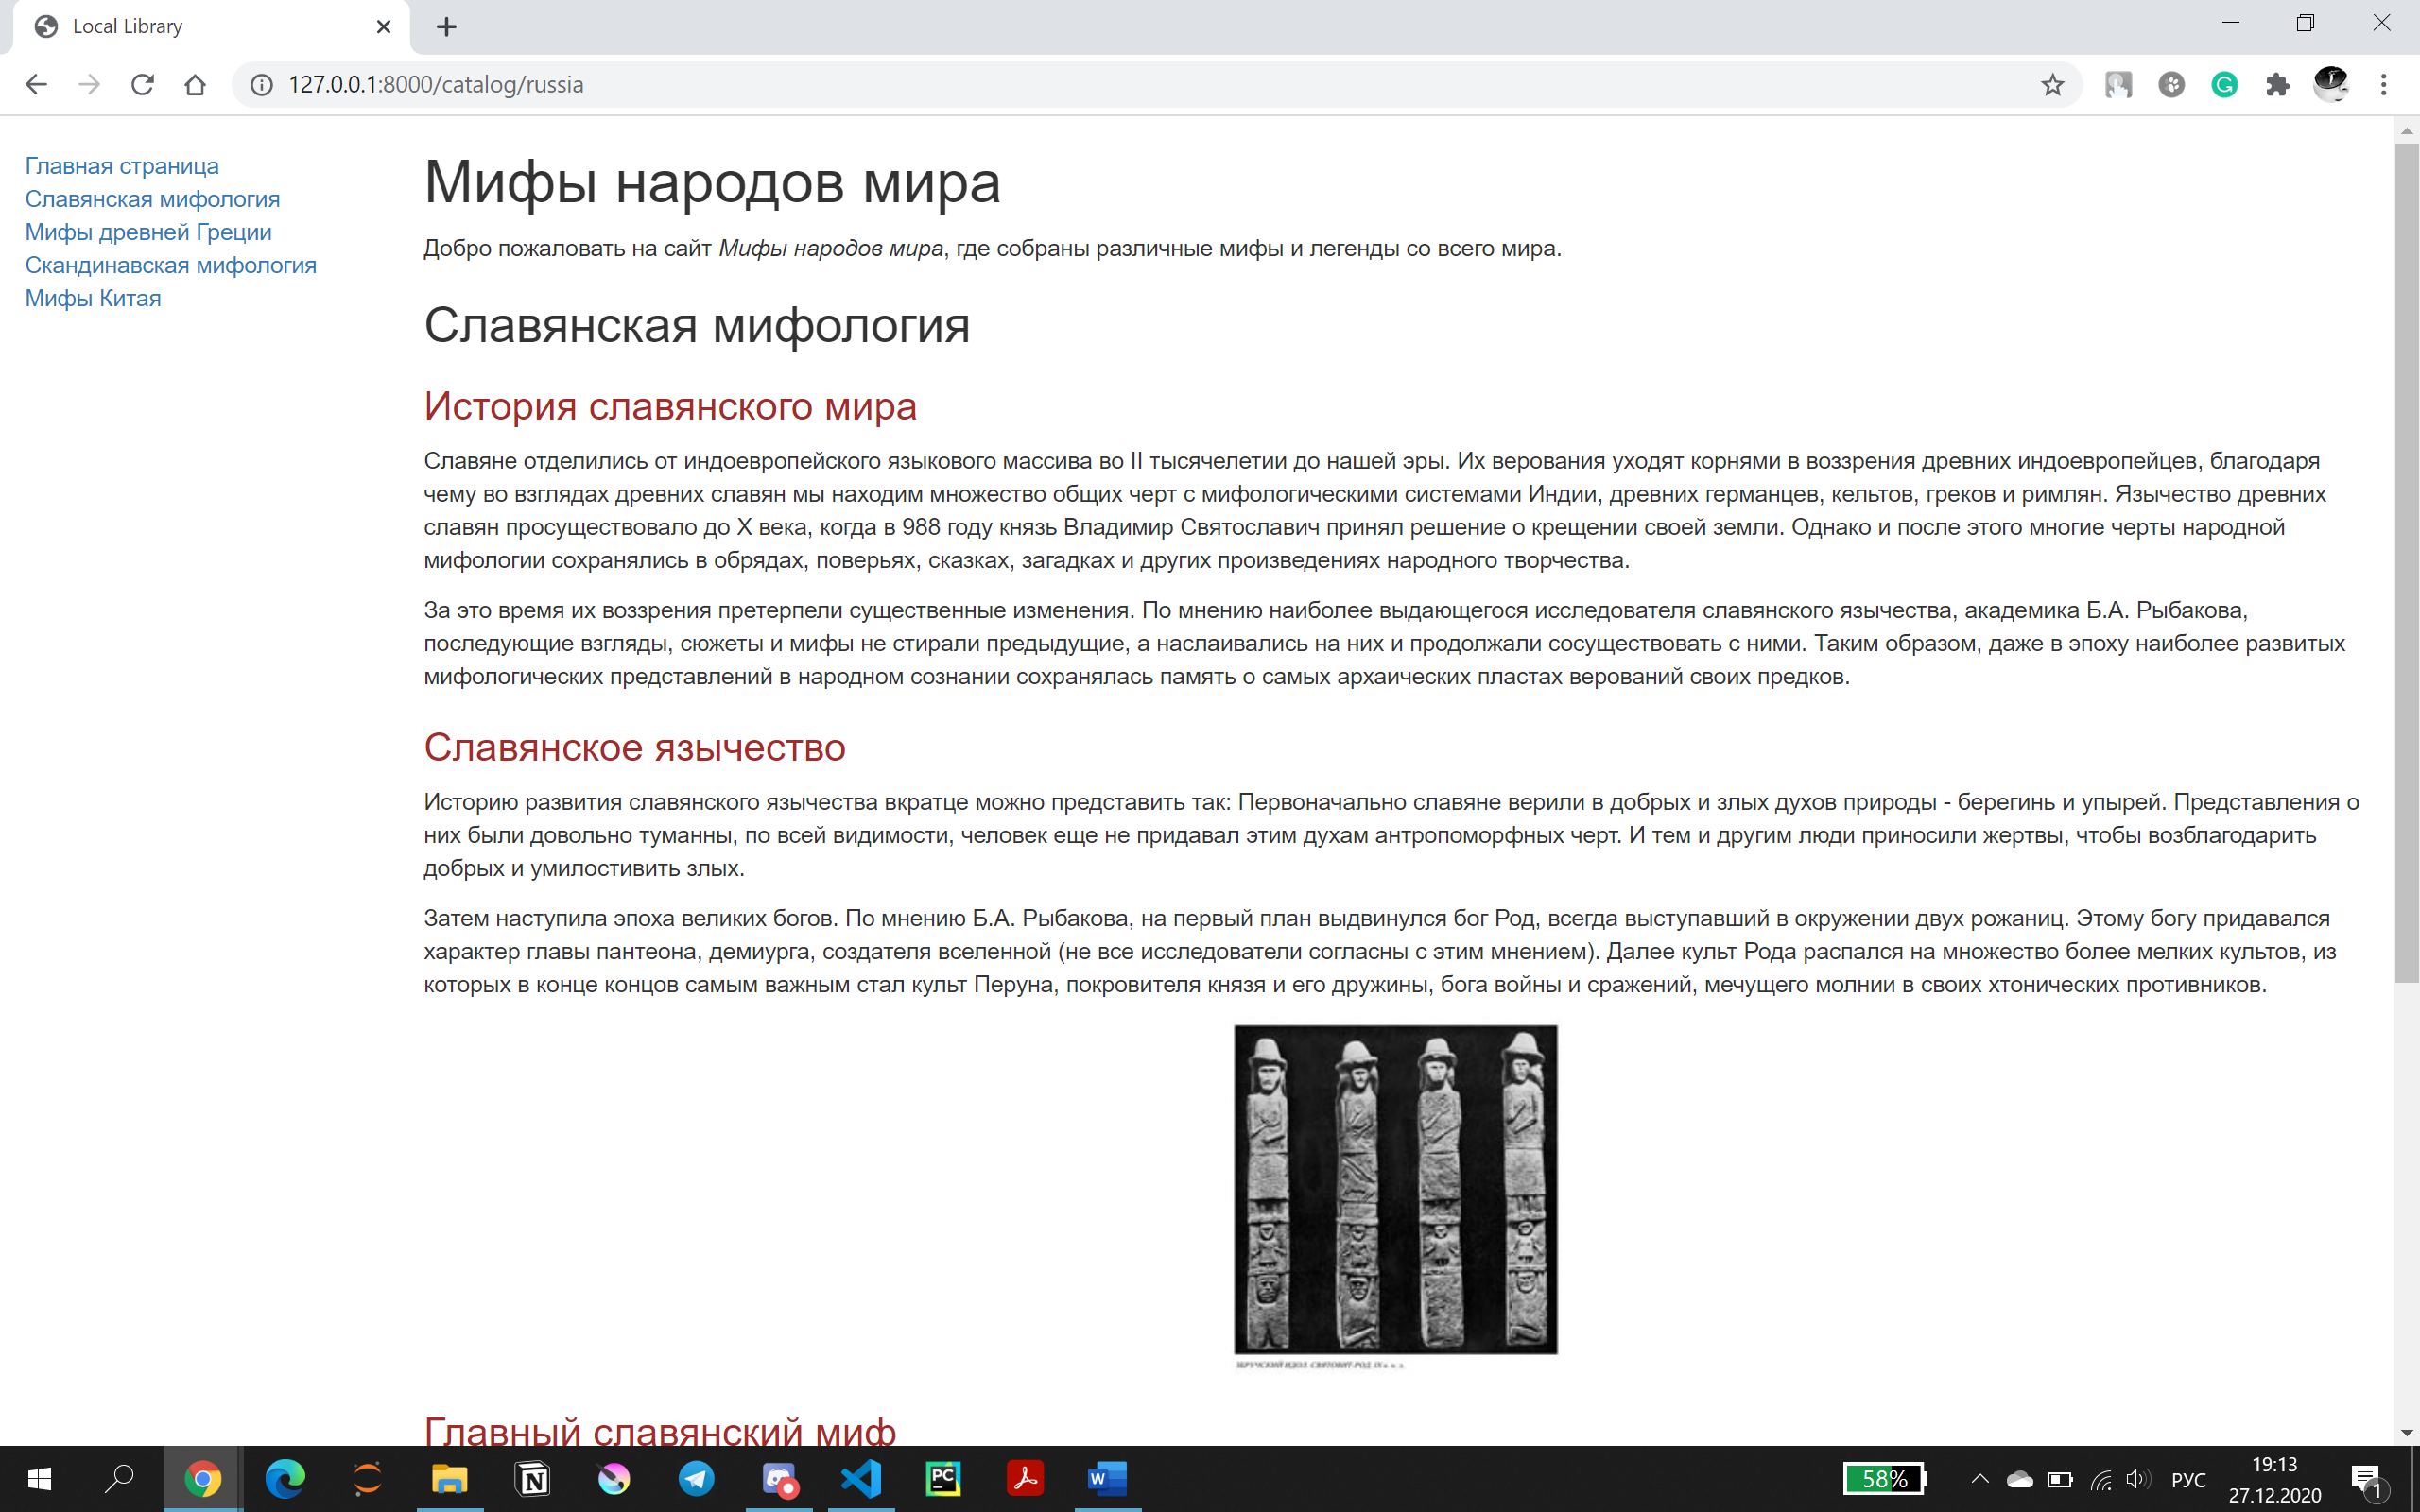 Local Library
127.0.0.1:8000/catalog/russia
Главная страница
Славянская мифология
Мифы древней Греции
Скандинавская мифология
Мифы Китая
Мифы народов мира
Добро пожаловать на сайт Мифы народов мира, где собраны различные мифы и легенды со всего мира.
Славянская мифология
История славянского мира
Славяне отделились от индоевропейского языкового массива во II тысячелетии до нашей эры. Их верования уходят корнями в воззрения древних индоевропейцев, благодаря
чему во взглядах древних славян мы находим множество общих черт с мифологическими системами Индии, древних германцев, кельтов, греков и римлян. Язычество древних
славян просуществовало до X века, когда в 988 году князь Владимир Святославич принял решение о крещении своей земли. Однако и после этого многие черты народной
мифологии сохранялись в обрядах, поверьях, сказках, загадках и других произведениях народного творчества.
За это время их воззрения претерпели существенные изменения. По мнению наиболее выдающегося исследователя славянского язычества, академика Б.А. Рыбакова,
последующие взгляды, сюжеты и мифы не стирали предыдущие, а наслаивались на них и продолжали сосуществовать с ними. Таким образом, даже в эпоху наиболее развитых
мифологических представлений в народном сознании сохранялась память о самых архаических пластах верований своих предков.
Славянское язычество
Историю развития славянского язычества вкратце можно представить так: Первоначально славяне верили в добрых и злых духов природы - берегинь и упырей. Представления о
них были довольно туманны, по всей видимости, человек еще не придавал этим духам антропоморфных черт. И тем и другим люди приносили жертвы, чтобы возблагодарить
добрых и умилостивить злых.
Затем наступила эпоха великих богов. По мнению Б.А. Рыбакова, на первый план выдвинулся бог Род, всегда выступавший в окружении двух рожаниц. Этому богу придавался
характер главы пантеона, демиурга, создателя вселенной (не все исследователи согласны с этим мнением). Далее культ Рода распался на множество более мелких культов, из
которых в конце концов самым важным стал культ Перуна, покровителя князя и его дружины, бога войны и сражений, мечущего молнии в своих хтонических противников.
ЗБРУЧСКИЙ ИДОЛ. СВЯТОВИТ-РОД. IX в. н. э.
Главный славянский миф
58%
РУС
19:13
27.12.2020
1